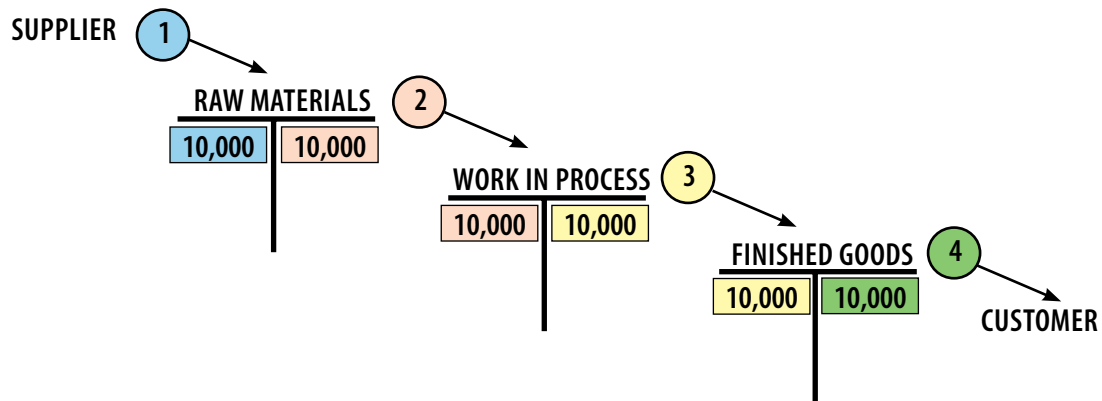 SUPPLIER 1
RAW MATERIALS 2
10,000 10,000
WORK IN PROCESS 3
10,000 10,000
FINISHED GOODS 4
10,000 10,000
CUSTOMER